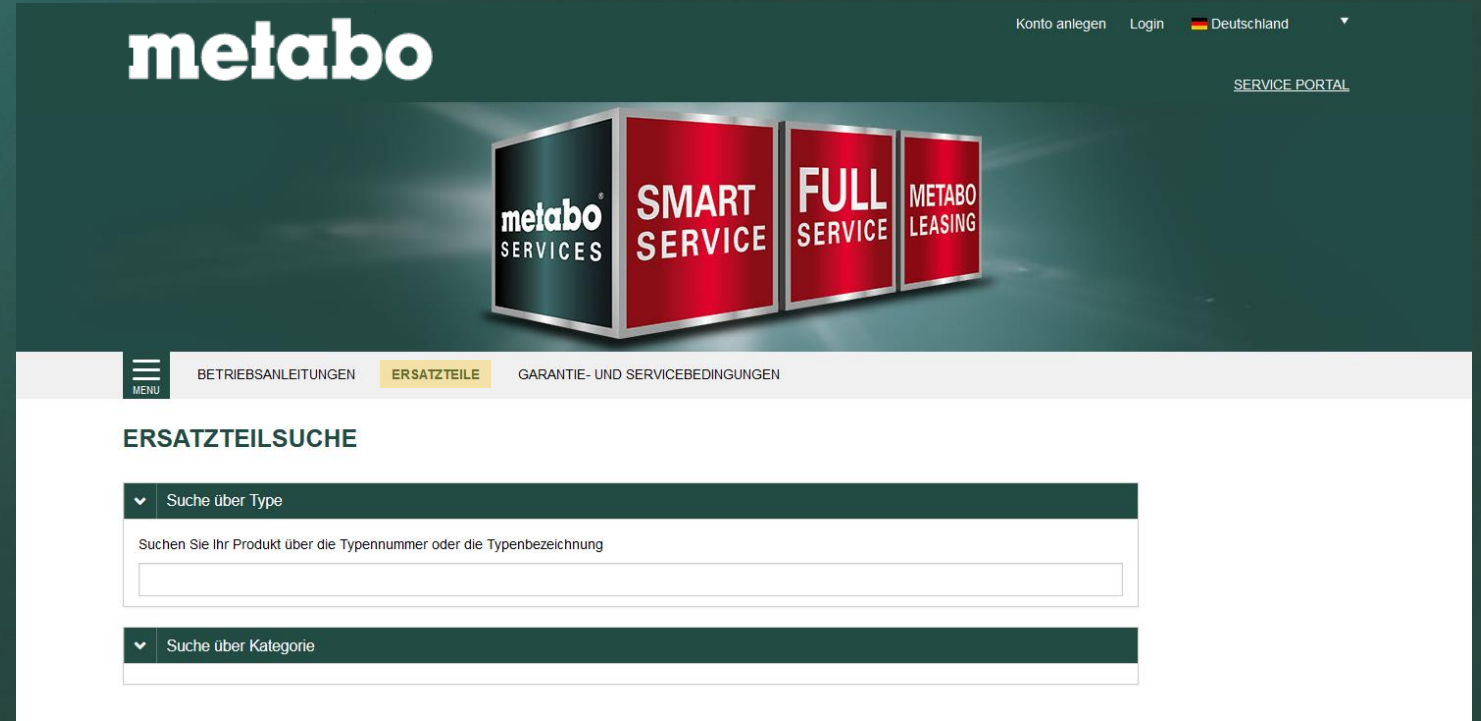 metabo
Konto anlegen Login Deutschland
SERVICE PORTAL
metabo®
SERVICES
SMART
SERVICE
FULL
SERVICE
METABO
LEASING
MENU
BETRIEBSANLEITUNGEN ERSATZTEILE GARANTIE- UND SERVICEBEDINGUNGEN
ERSATZTEILSUCHE
Suche über Type
Suchen Sie Ihr Produkt über die Typennummer oder die Typenbezeichnung
Suche über Kategorie